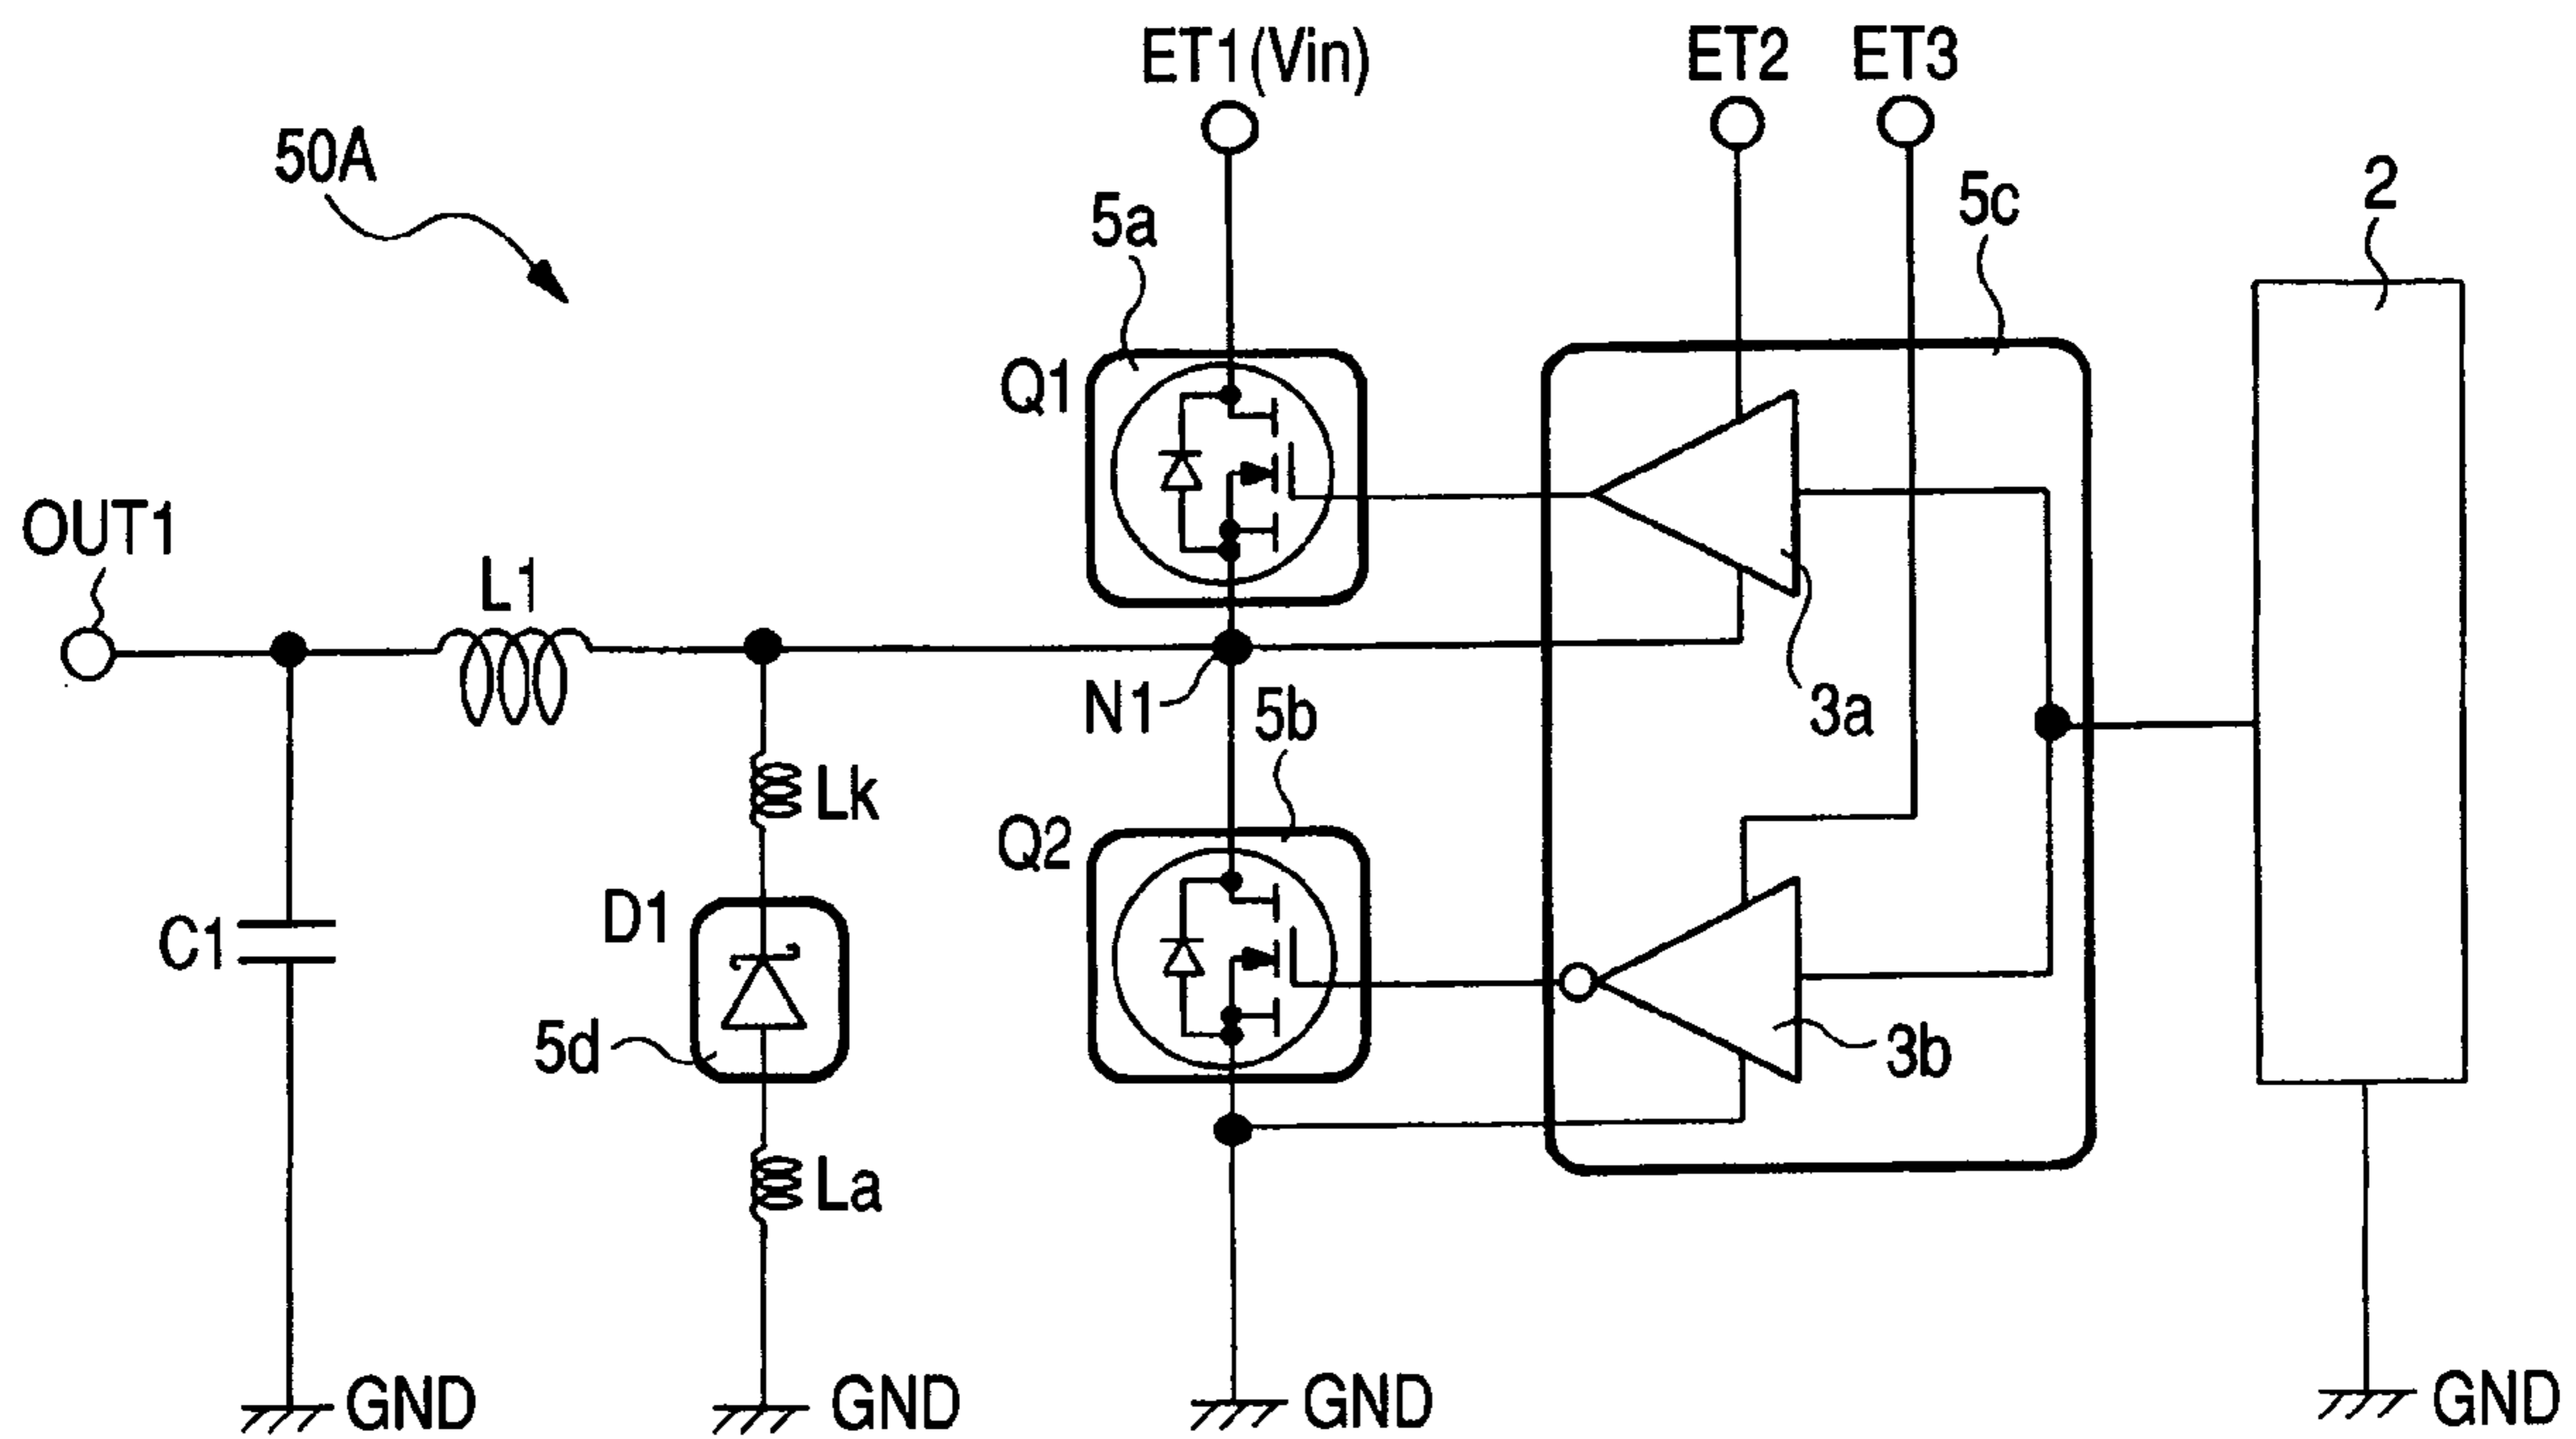 ET1(Vin)
ET2
ET3
50A
5a
5c
2
Q1
OUT1
L1
N1
5b
3a
Lk
Q2
D1
C1
5d
3b
La
GND
GND
GND
GND